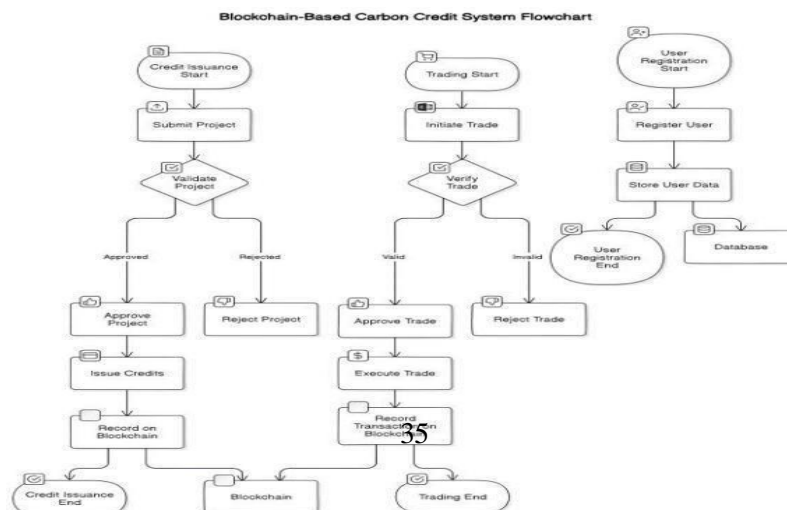 Blockchain-Based Carbon Credit System Flowchart
Credit Issuance
Start
Submit Project
Validate
Project
Approved
Rejected
Approve
Project
Reject Project
Issue Credits
Record on
Blockchain
Credit Issuance
End
Blockchain
Trading Start
Initiate Trade
Verify
Trade
Valid
Invalid
Approve Trade
Reject Trade
Execute Trade
Record
Transaction on
Blockchain
35
Trading End
User
Registration
Start
Register User
Store User Data
User
Registration
End
Database